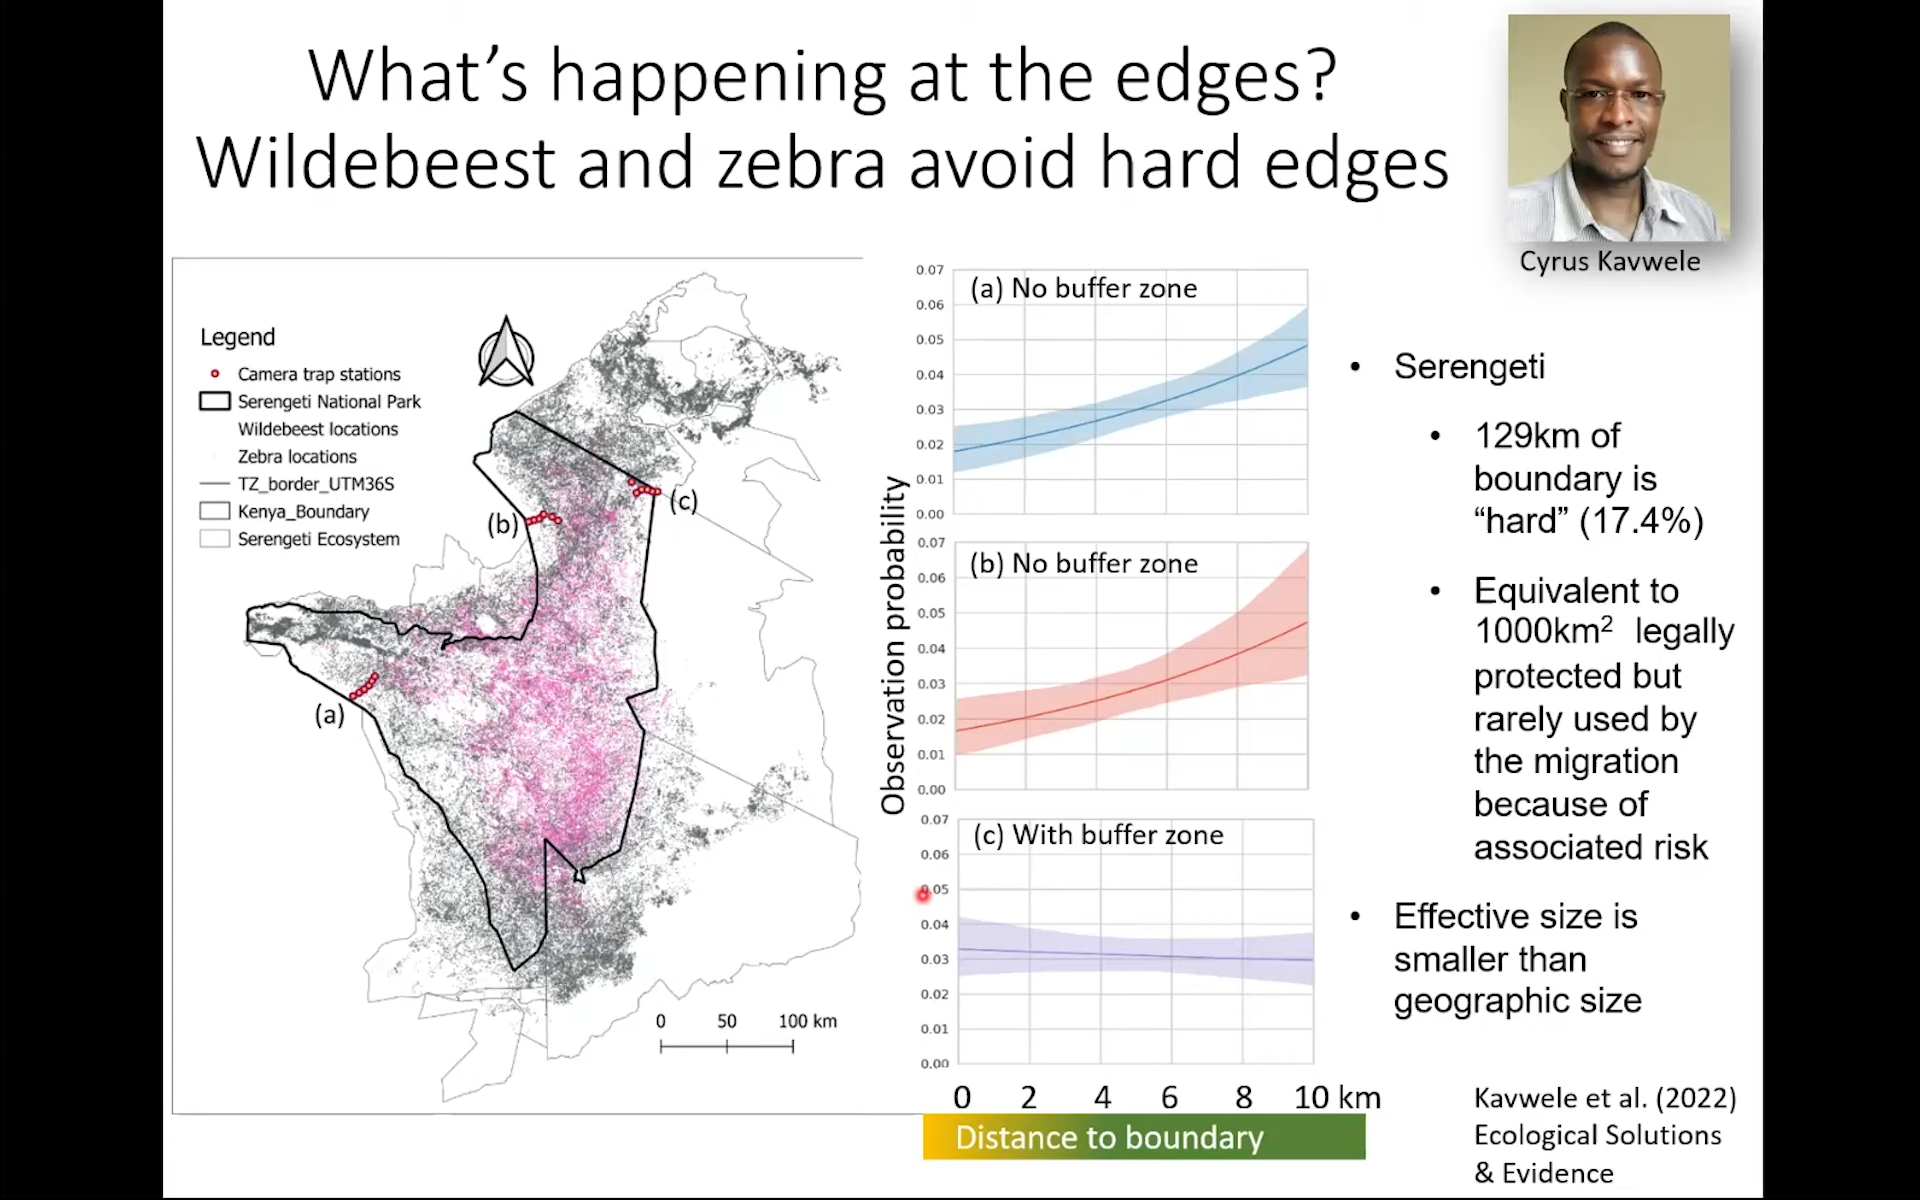 What's happening at the edges?
Wildebeest and zebra avoid hard edges
Cyrus Kavwele
Legend
Camera trap stations
Serengeti National Park
Wildebeest locations
Zebra locations
TZ_border_UTM36S
Kenya_Boundary
Serengeti Ecosystem
(a)
(b)
(c)
0 50 100 km
Observation probability
(a) No buffer zone
0.07
0.06
0.05
0.04
0.03
0.02
0.01
0.00
(b) No buffer zone
0.07
0.06
0.05
0.04
0.03
0.02
0.01
0.00
(c) With buffer zone
0.07
0.06
0.05
0.04
0.03
0.02
0.01
0.00
0 2 4 6 8 10 km
Distance to boundary
• Serengeti
• 129km of
boundary is
“hard” (17.4%)
• Equivalent to
1000km² legally
protected but
rarely used by
the migration
because of
associated risk
• Effective size is
smaller than
geographic size
Kavwele et al. (2022)
Ecological Solutions
& Evidence